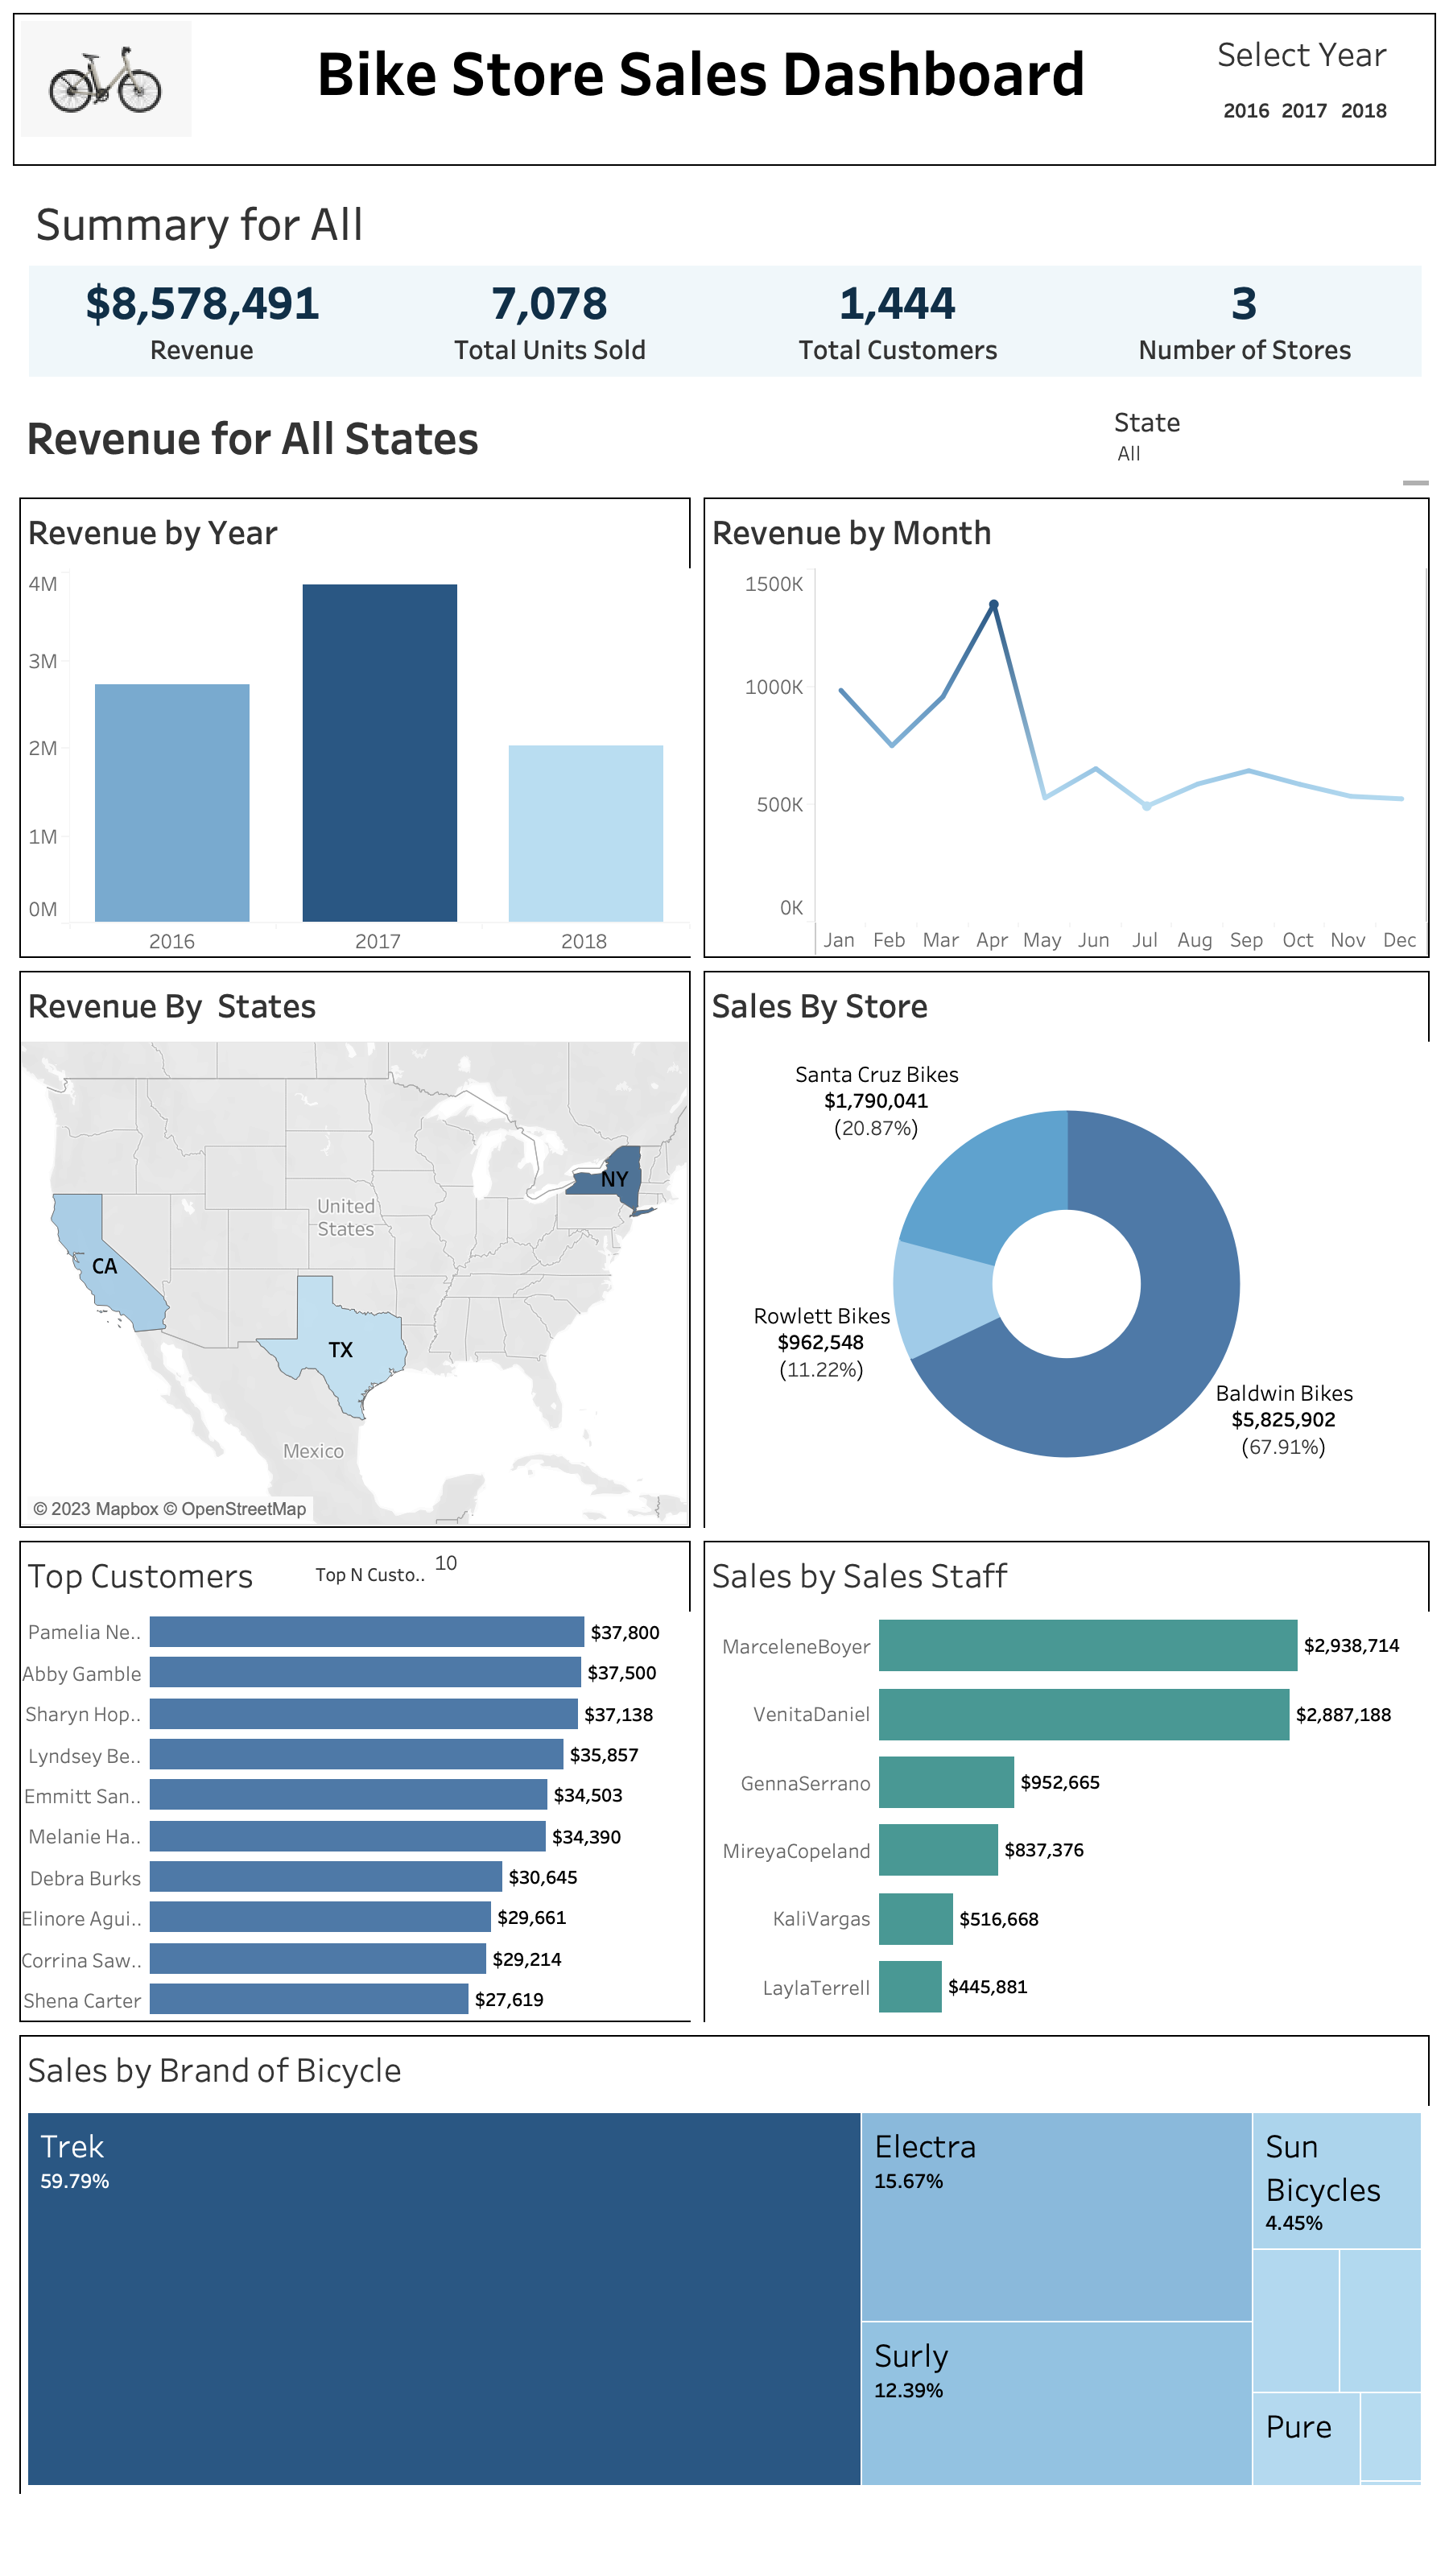 Bike Store Sales Dashboard
Select Year
2016 2017 2018
Summary for All
$8,578,491
Revenue
7,078
Total Units Sold
1,444
Total Customers
3
Number of Stores
Revenue for All States
State
All
Revenue by Year
4M
3M
2M
1M
0M
2016 2017 2018
Revenue by Month
1500K
1000K
500K
0K
Jan Feb Mar Apr May Jun Jul Aug Sep Oct Nov Dec
Revenue By States
NY
United
States
CA
TX
Mexico
© 2023 Mapbox © OpenStreetMap
Sales By Store
Santa Cruz Bikes
$1,790,041
(20.87%)
Rowlett Bikes
$962,548
(11.22%)
Baldwin Bikes
$5,825,902
(67.91%)
Top Customers
Top N Custo.. 10
Pamelia Ne.. $37,800
Abby Gamble $37,500
Sharyn Hop.. $37,138
Lyndsey Be.. $35,857
Emmitt San.. $34,503
Melanie Ha.. $34,390
Debra Burks $30,645
Elinore Agui.. $29,661
Corrina Saw.. $29,214
Shena Carter $27,619
Sales by Sales Staff
MarceleneBoyer $2,938,714
VenitaDaniel $2,887,188
GennaSerrano $952,665
MireyaCopeland $837,376
KaliVargas $516,668
LaylaTerrell $445,881
Sales by Brand of Bicycle
Trek
59.79%
Electra
15.67%
Surly
12.39%
Sun
Bicycles
4.45%
Pure